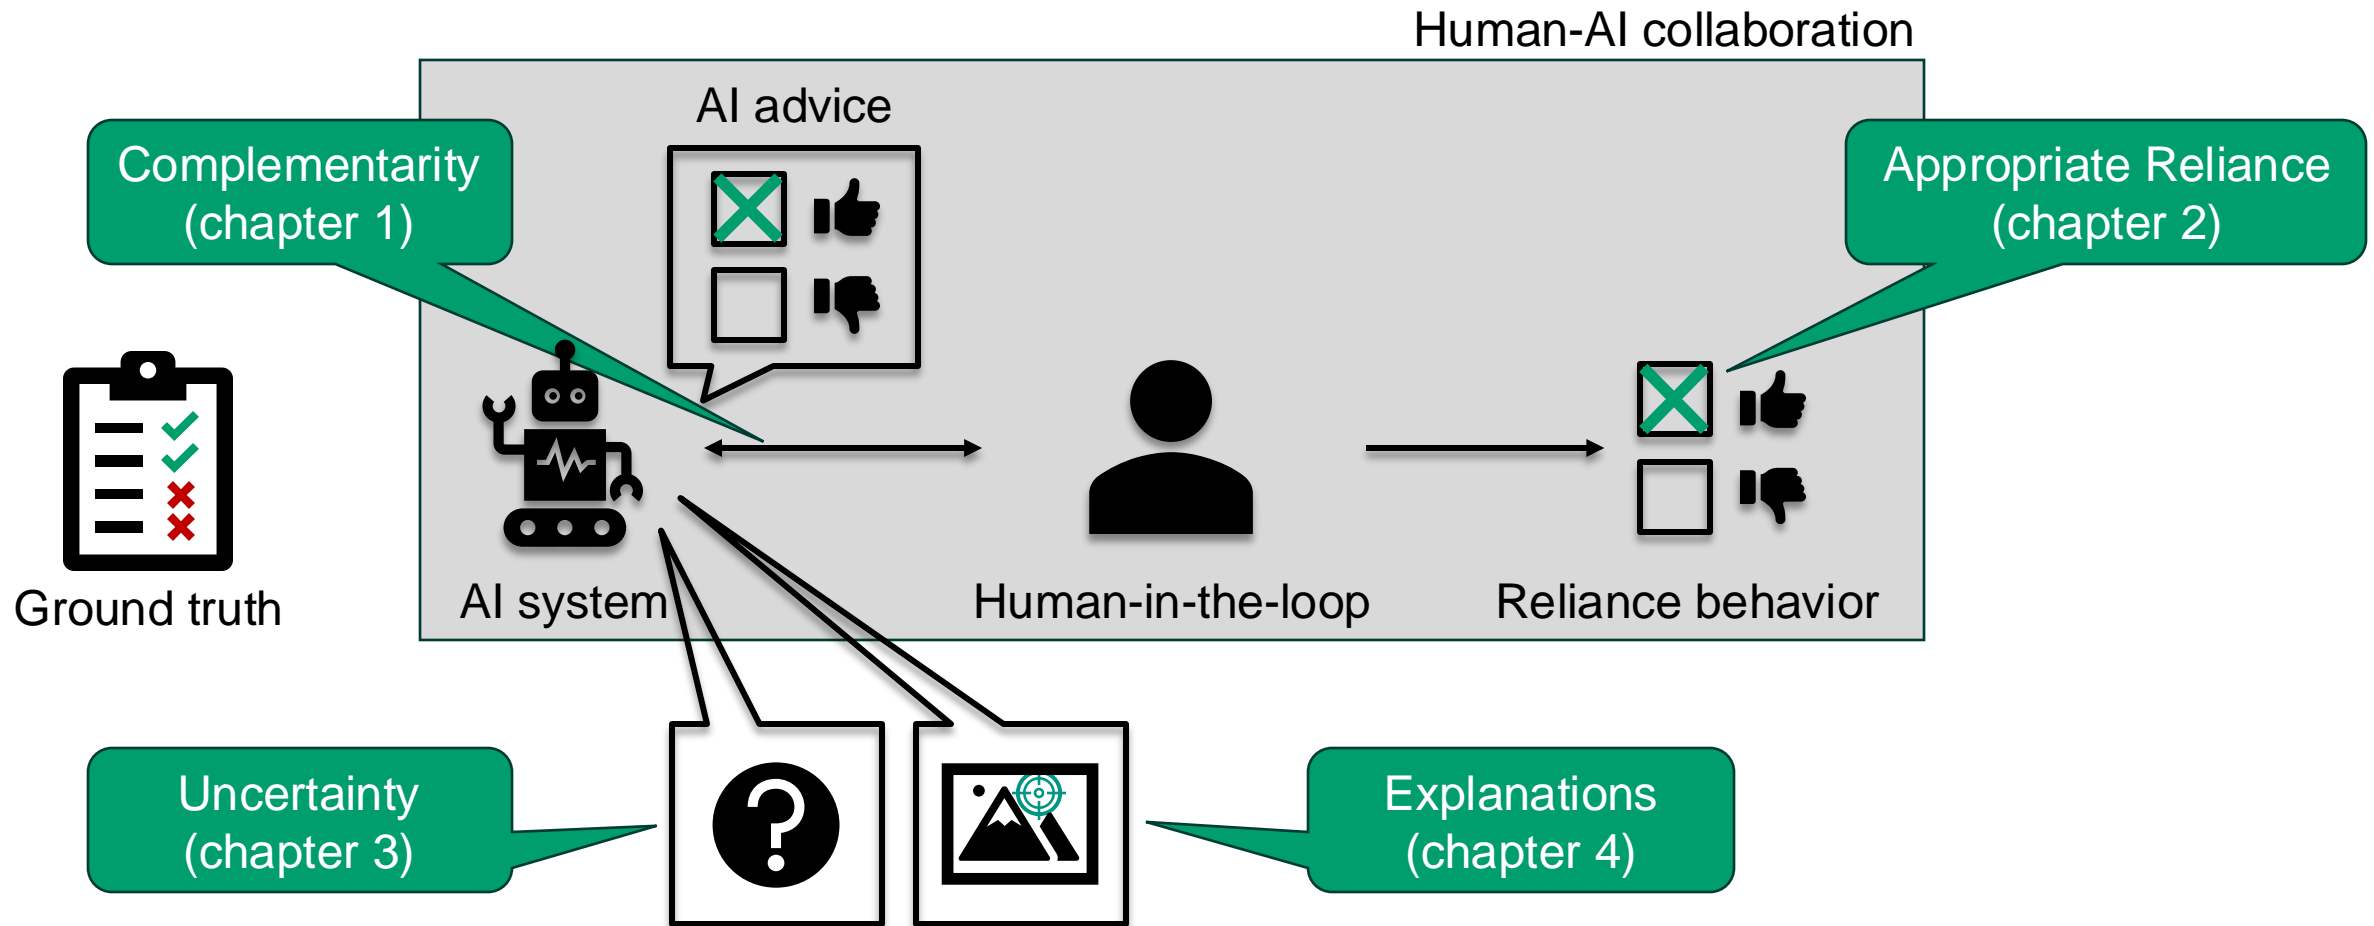 Human-AI collaboration
AI advice
Complementarity
(chapter 1)
Appropriate Reliance
(chapter 2)
Ground truth
AI system
Human-in-the-loop
Reliance behavior
Uncertainty
(chapter 3)
?
Explanations
(chapter 4)